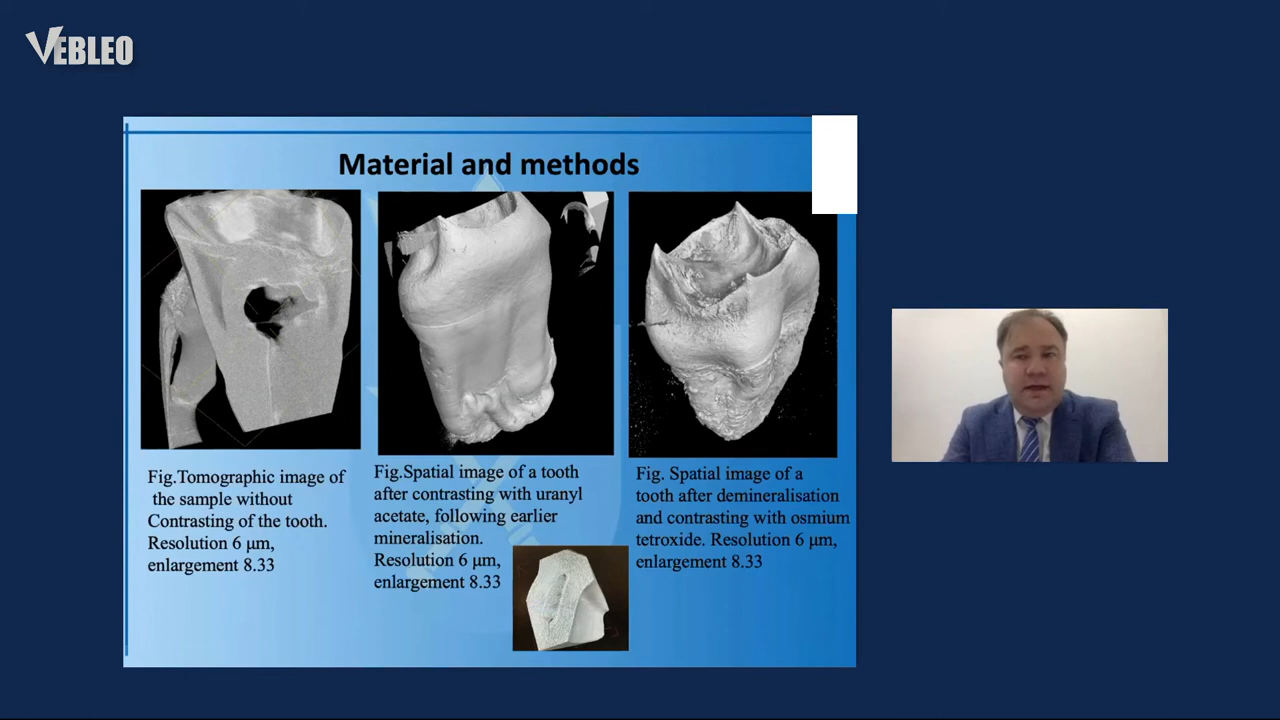 VEBLEO
Material and methods
Fig.Tomographic image of
the sample without
Contrasting of the tooth.
Resolution 6 μm,
enlargement 8.33
Fig.Spatial image of a tooth
after contrasting with uranyl
acetate, following earlier
mineralisation.
Resolution 6 μm,
enlargement 8.33
Fig. Spatial image of a
tooth after demineralisation
and contrasting with osmium
tetroxide. Resolution 6 μm,
enlargement 8.33